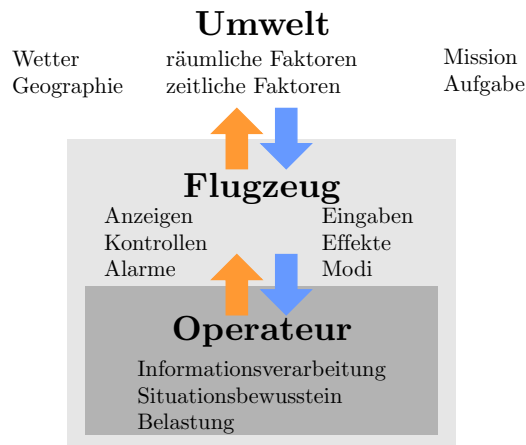 Umwelt
Wetter räumliche Faktoren Mission
Geographie zeitliche Faktoren Aufgabe
Flugzeug
Anzeigen Eingaben
Kontrollen Effekte
Alarme Modi
Operateur
Informationsverarbeitung
Situationsbewusstein
Belastung